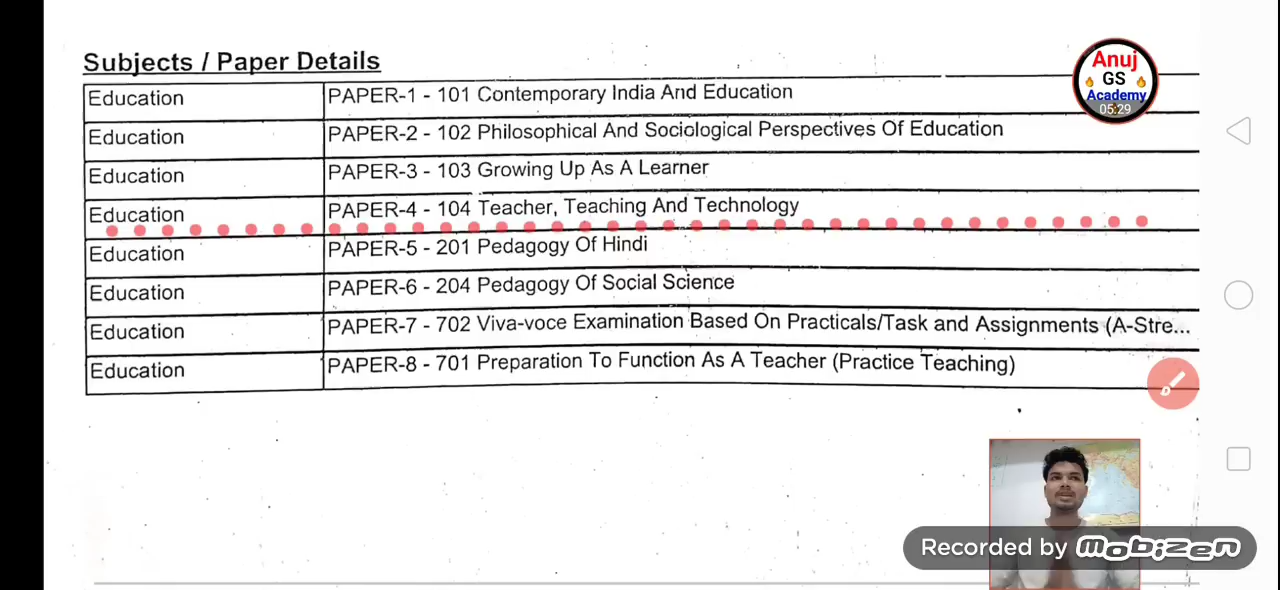 Subjects / Paper Details
Education PAPER-1 - 101 Contemporary India And Education
Education PAPER-2 - 102 Philosophical And Sociological Perspectives Of Education
Education PAPER-3 - 103 Growing Up As A Learner
Education PAPER-4 - 104 Teacher, Teaching And Technology
Education PAPER-5 - 201 Pedagogy Of Hindi
Education PAPER-6 - 204 Pedagogy Of Social Science
Education PAPER-7 - 702 Viva-voce Examination Based On Practicals/Task and Assignments (A-Stre...
Education PAPER-8 - 701 Preparation To Function As A Teacher (Practice Teaching)
Anuj
GS
Academy
05:29
Recorded by Mobizen